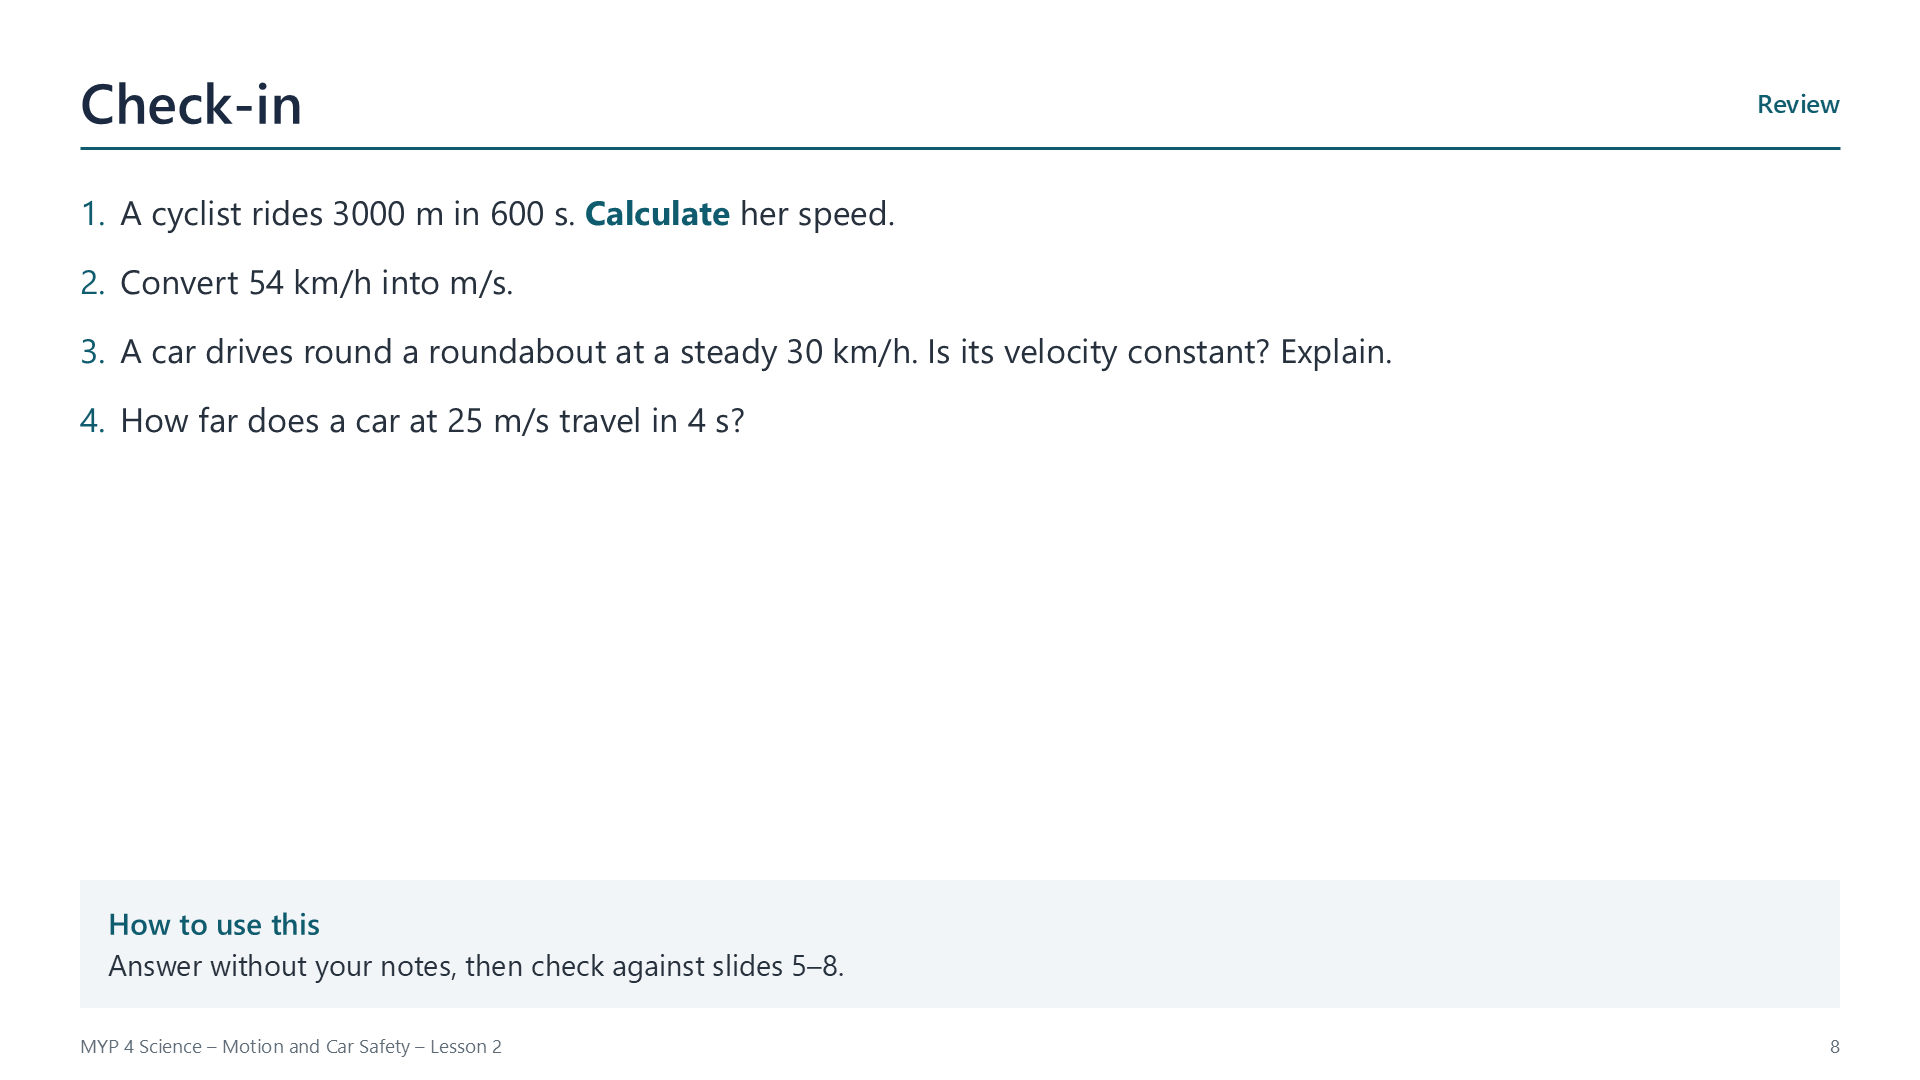 Check-in
Review
1. A cyclist rides 3000 m in 600 s. Calculate her speed.
2. Convert 54 km/h into m/s.
3. A car drives round a roundabout at a steady 30 km/h. Is its velocity constant? Explain.
4. How far does a car at 25 m/s travel in 4 s?
How to use this
Answer without your notes, then check against slides 5–8.
MYP 4 Science – Motion and Car Safety – Lesson 2
8